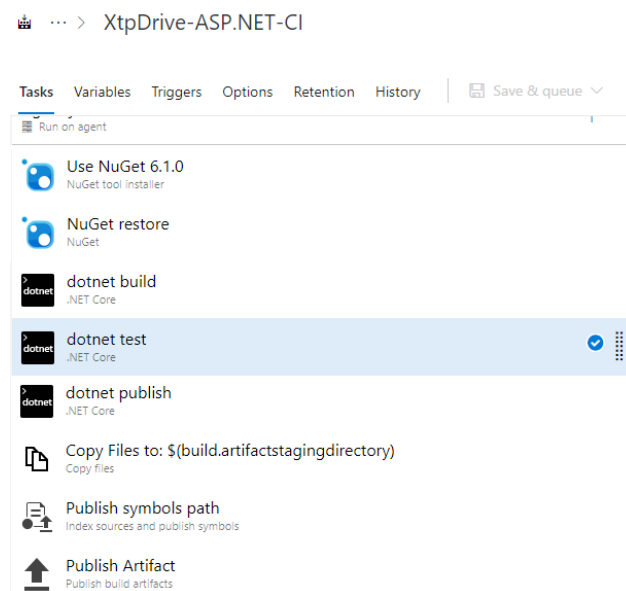 ··· > XtpDrive-ASP.NET-CI
Tasks Variables Triggers Options Retention History Save & queue
Run on agent
Use NuGet 6.1.0
NuGet tool installer
NuGet restore
NuGet
dotnet build
.NET Core
dotnet
dotnet test
.NET Core
dotnet
dotnet publish
.NET Core
dotnet
Copy Files to: $(build.artifactstagingdirectory)
Copy files
Publish symbols path
Index sources and publish symbols
Publish Artifact
Publish build artifacts